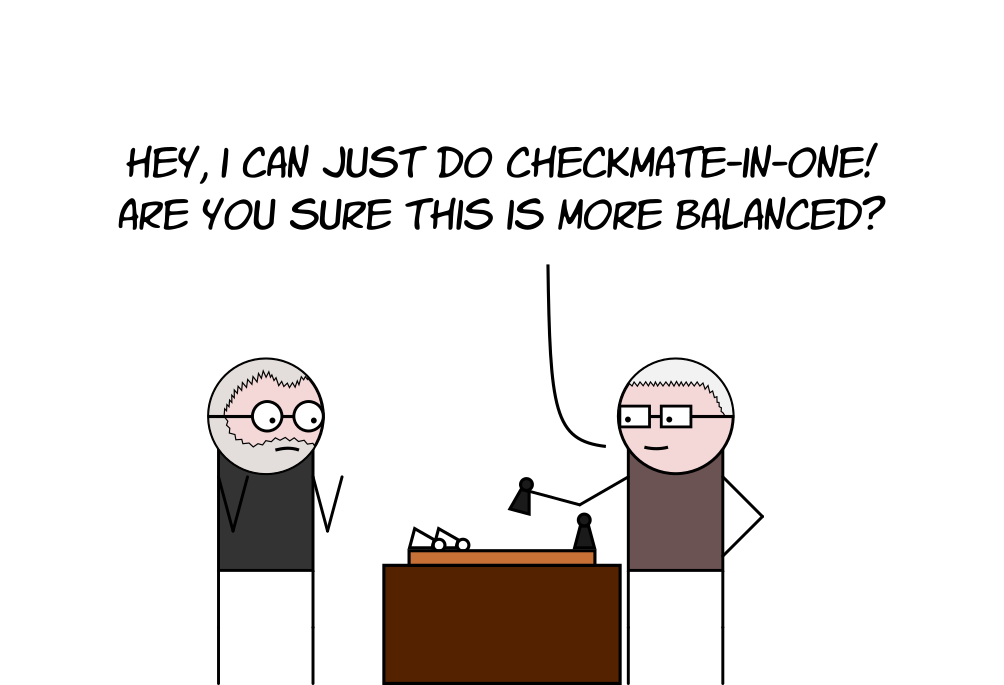 HEY, I CAN JUST DO CHECKMATE-IN-ONE!
ARE YOU SURE THIS IS MORE BALANCED?